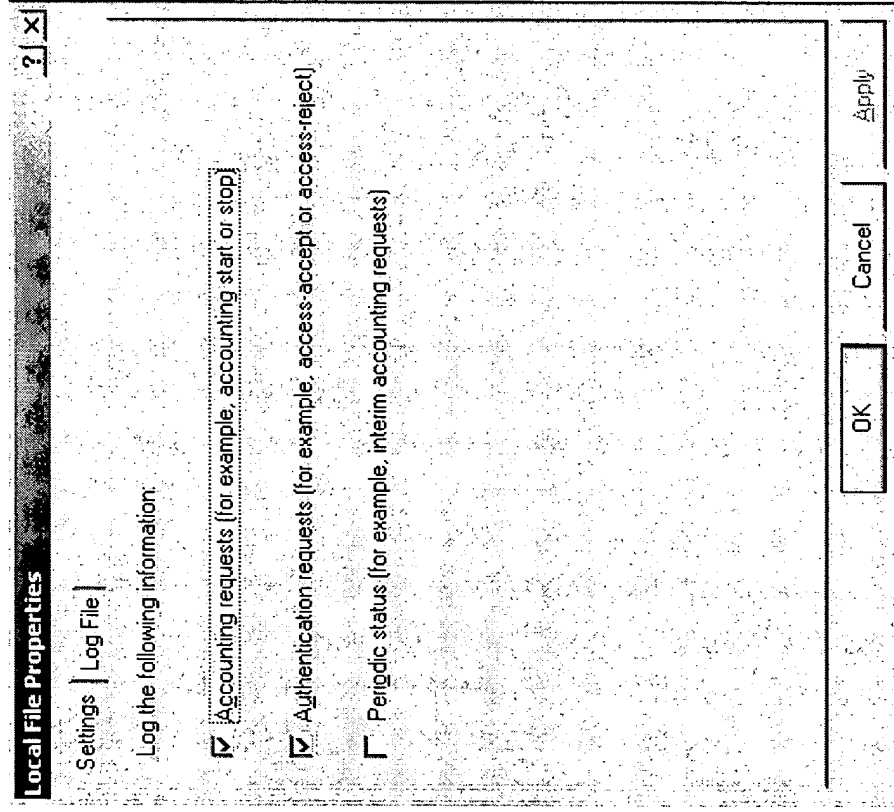 Local File Properties
Settings Log File
Log the following information:
Accounting requests (for example, accounting start or stop)
Authentication requests (for example, access-accept or access-reject)
Periodic status (for example, interim accounting requests)
OK Cancel Apply